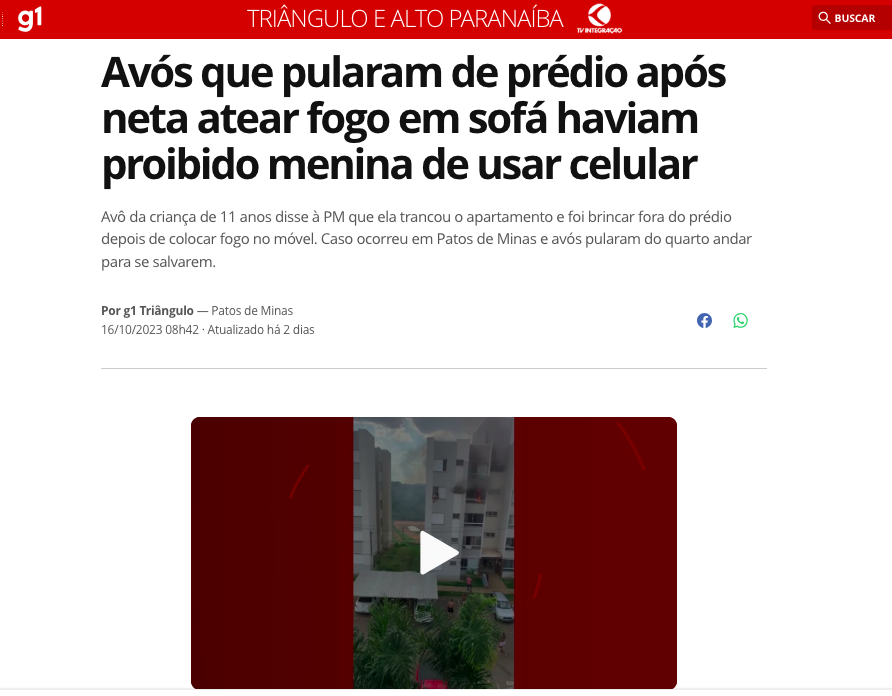 g1
TRIÂNGULO E ALTO PARANAÍBA
TV INTEGRAÇÃO
BUSCAR
Avós que pularam de prédio após
neta atear fogo em sofá haviam
proibido menina de usar celular
Avô da criança de 11 anos disse à PM que ela trancou o apartamento e foi brincar fora do prédio
depois de colocar fogo no móvel. Caso ocorreu em Patos de Minas e avós pularam do quarto andar
para se salvarem.
Por g1 Triângulo — Patos de Minas
16/10/2023 08h42 · Atualizado há 2 dias